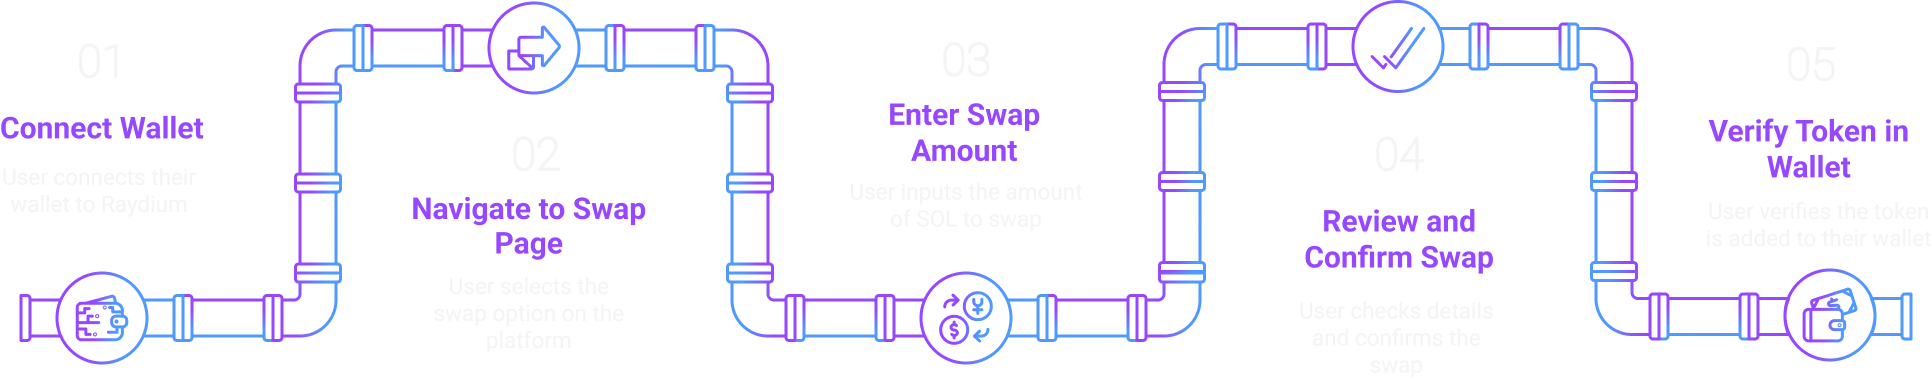 01
Connect Wallet
User connects their
wallet to Raydium
02
Navigate to Swap
Page
User selects the
swap option on the
platform
03
Enter Swap
Amount
User inputs the amount
of SOL to swap
04
Review and
Confirm Swap
User checks details
and confirms the
swap
05
Verify Token in
Wallet
User verifies the token
is added to their wallet
¥
$